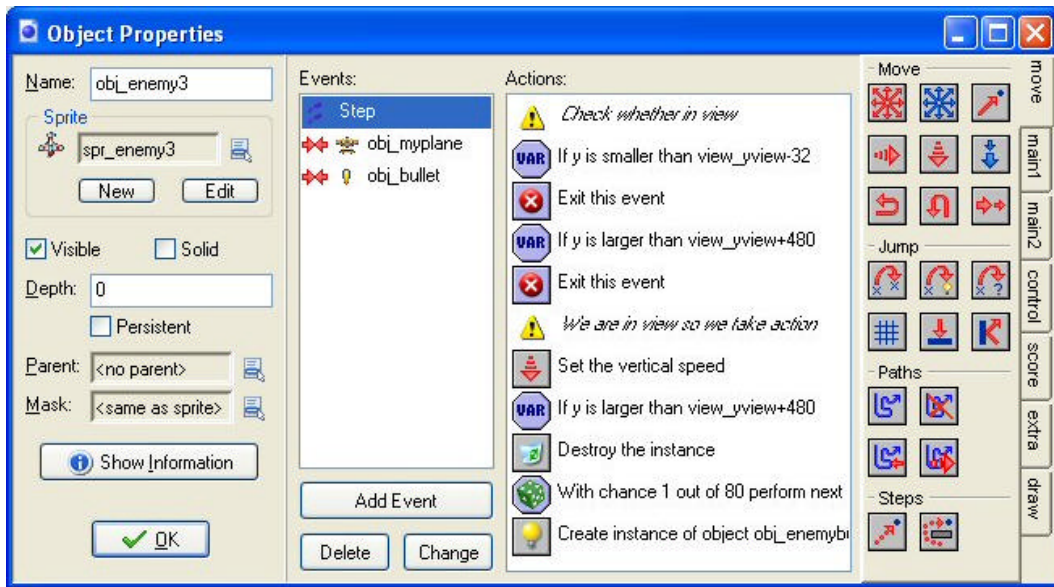 Object Properties
Name: obj_enemy3
Sprite
spr_enemy3
New Edit
Visible Solid
Depth: 0
Persistent
Parent: <no parent>
Mask: <same as sprite>
Show Information
OK
Events:
Step
obj_myplane
obj_bullet
Add Event
Delete Change
Actions:
Check whether in view
VAR If y is smaller than view_yview-32
Exit this event
VAR If y is larger than view_yview+480
Exit this event
We are in view so we take action
Set the vertical speed
VAR If y is larger than view_yview+480
Destroy the instance
With chance 1 out of 80 perform next
Create instance of object obj_enemybu
Move
Jump
Paths
Steps
move
main1
main2
control
score
extra
draw